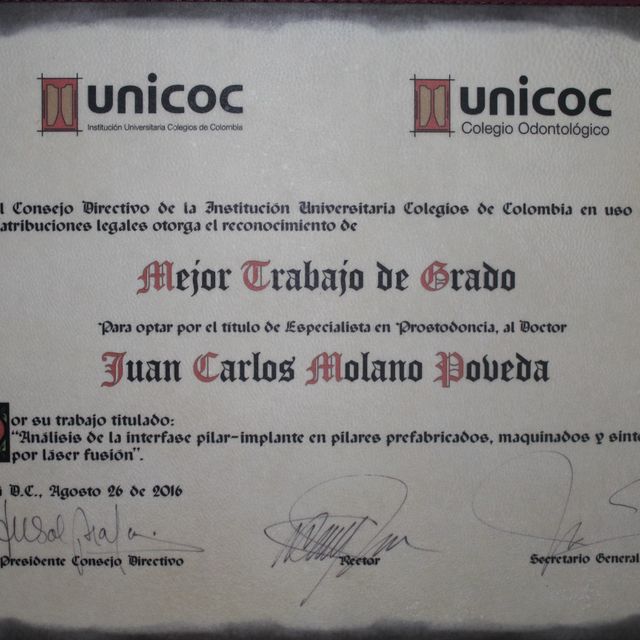 unicoc
Institución Universitaria Colegios de Colombia
unicoc
Colegio Odontológico
l Consejo Directivo de la Institución Universitaria Colegios de Colombia en uso
atribuciones legales otorga el reconocimiento de
Mejor Trabajo de Grado
Para optar por el título de Especialista en Prostodoncia, al Doctor
Juan Carlos Molano Poveda
or su trabajo titulado:
“Análisis de la interfase pilar-implante en pilares prefabricados, maquinados y sinte
por láser fusión”.
D.C., Agosto 26 de 2016
Presidente Consejo Directivo
Rector
Secretario General